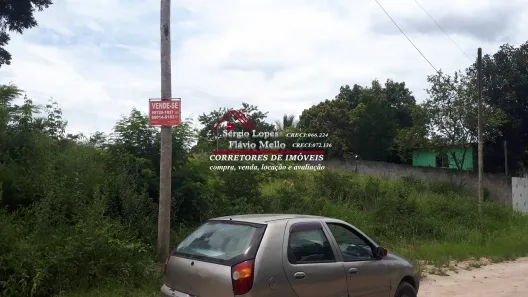 VENDE-SE
Sérgio Lopes
CRECI:066.224
Flávio Mello
CRECI:072.136
CORRETORES DE IMÓVEIS
compra, venda, locação e avaliação